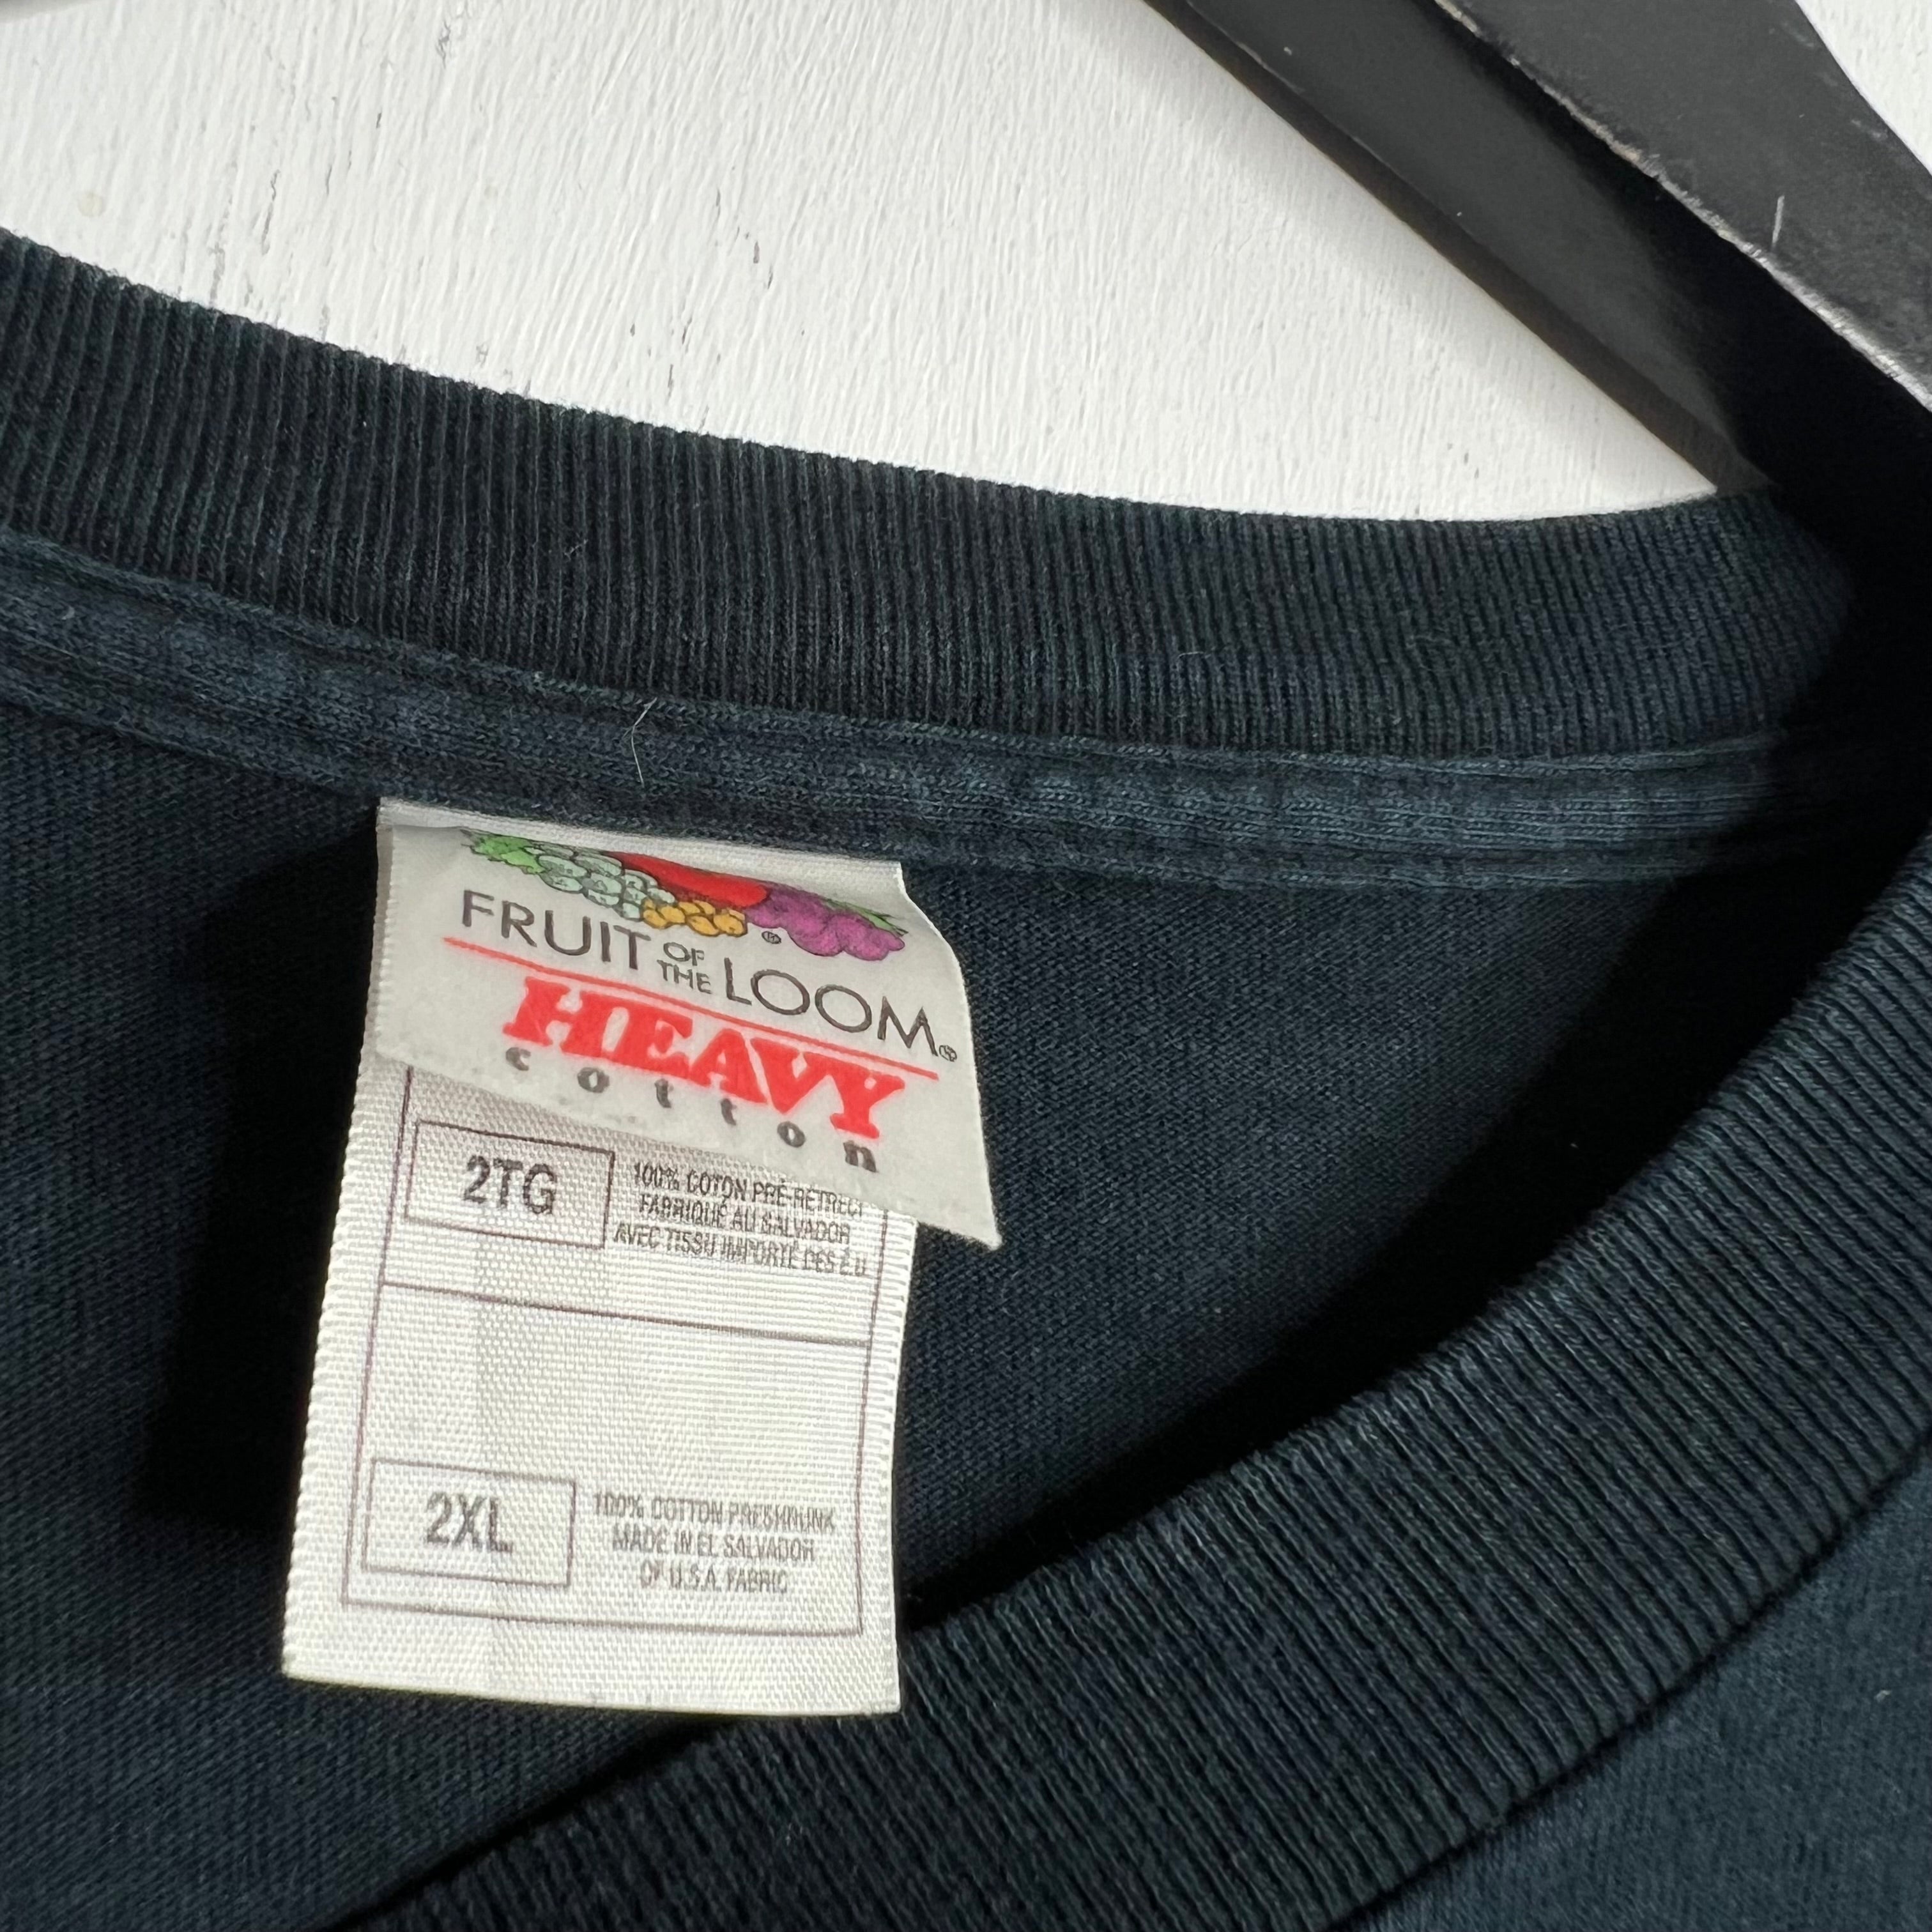 FRUIT OF THE LOOM®
HEAVY
cotton
2TG
100% COTON PRÉ-RÉTRÉCI
FABRIQUÉ AU SALVADOR
AVEC TISSU IMPORTÉ DES É.U.
2XL
100% COTTON PRESHRUNK
MADE IN EL SALVADOR
OF U.S.A. FABRIC